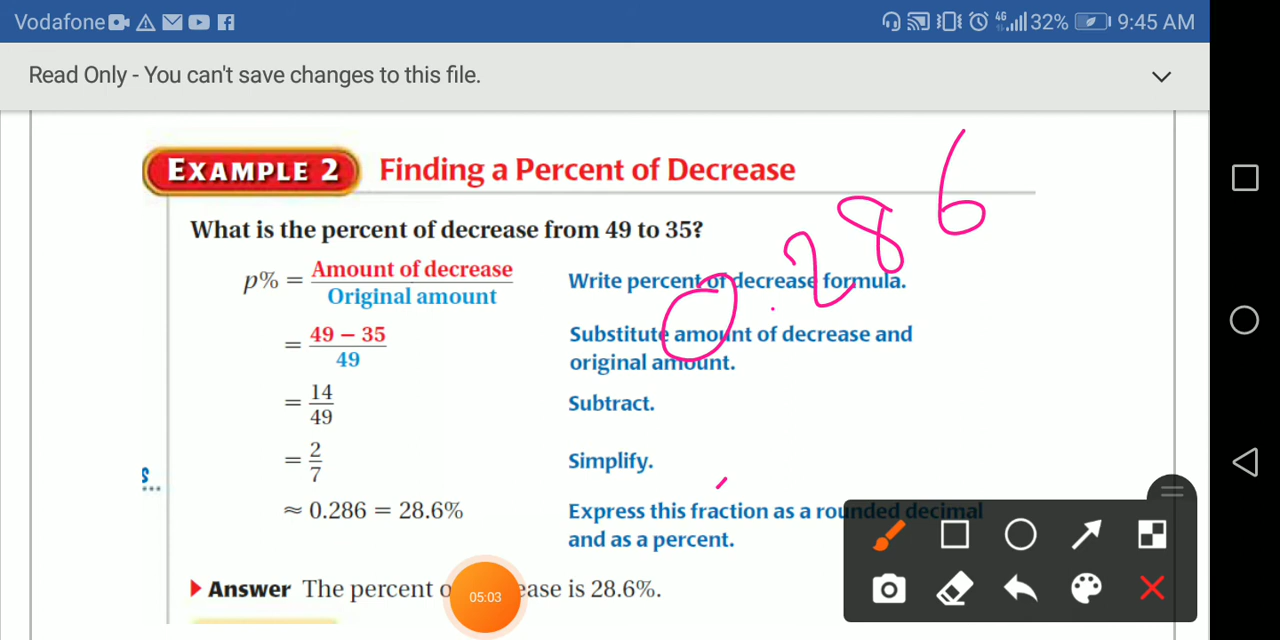 Vodafone 4G 32% 9:45 AM
Read Only - You can't save changes to this file.
EXAMPLE 2 Finding a Percent of Decrease
What is the percent of decrease from 49 to 35?
p% = Amount of decrease / Original amount Write percent of decrease formula.
= 49 − 35 / 49 Substitute amount of decrease and
original amount.
= 14 / 49 Subtract.
= 2 / 7 Simplify.
≈ 0.286 = 28.6% Express this fraction as a rounded decimal
and as a percent.
Answer The percent is 28.6%.
05:03
0.286